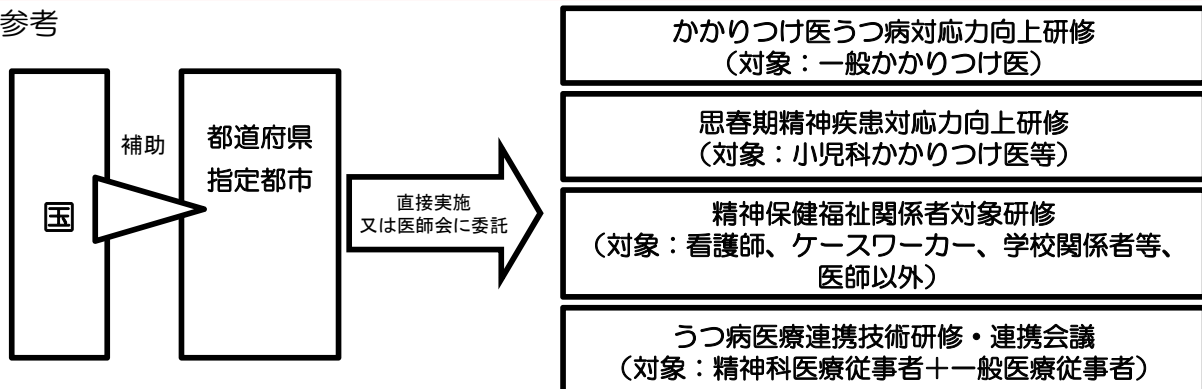 参考
国
補助
都道府県
指定都市
直接実施
又は医師会に委託
かかりつけ医うつ病対応力向上研修
（対象：一般かかりつけ医）
思春期精神疾患対応力向上研修
（対象：小児科かかりつけ医等）
精神保健福祉関係者対象研修
（対象：看護師、ケースワーカー、学校関係者等、
医師以外）
うつ病医療連携技術研修・連携会議
（対象：精神科医療従事者＋一般医療従事者）